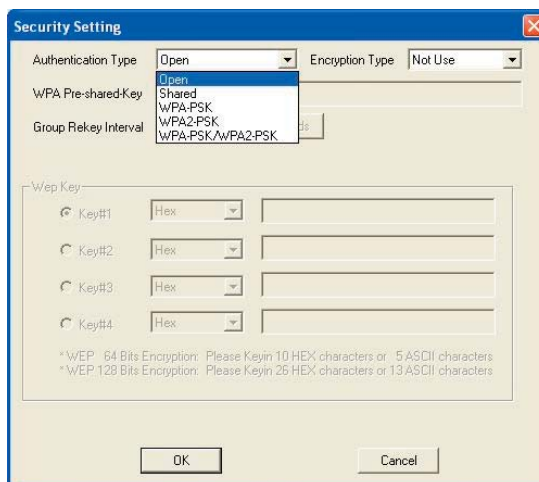 Security Setting
Authentication Type Open Encryption Type Not Use
Open
WPA Pre-shared-Key Shared
WPA-PSK
Group Rekey Interval WPA2-PSK
WPA-PSK/WPA2-PSK
Wep Key
Key#1 Hex
Key#2 Hex
Key#3 Hex
Key#4 Hex
* WEP 64 Bits Encryption: Please Keyin 10 HEX characters or 5 ASCII characters
* WEP 128 Bits Encryption: Please Keyin 26 HEX characters or 13 ASCII characters
OK Cancel